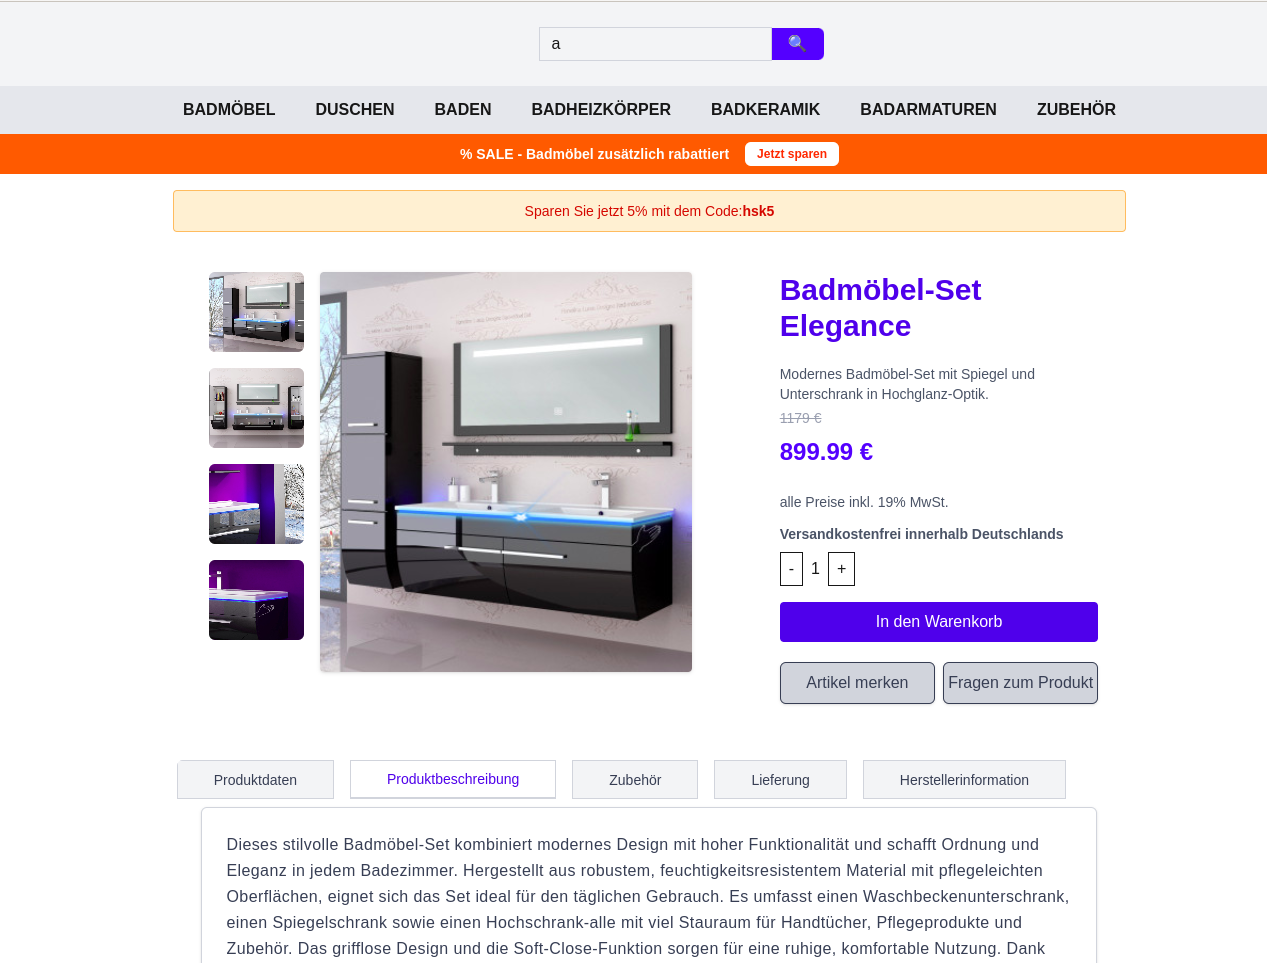 a
BADMÖBEL DUSCHEN BADEN BADHEIZKÖRPER BADKERAMIK BADARMATUREN ZUBEHÖR
% SALE - Badmöbel zusätzlich rabattiert Jetzt sparen
Sparen Sie jetzt 5% mit dem Code:hsk5
Badmöbel-Set
Elegance
Modernes Badmöbel-Set mit Spiegel und
Unterschrank in Hochglanz-Optik.
1179 €
899.99 €
alle Preise inkl. 19% MwSt.
Versandkostenfrei innerhalb Deutschlands
- 1 +
In den Warenkorb
Artikel merken Fragen zum Produkt
Produktdaten Produktbeschreibung Zubehör Lieferung Herstellerinformation
Dieses stilvolle Badmöbel-Set kombiniert modernes Design mit hoher Funktionalität und schafft Ordnung und
Eleganz in jedem Badezimmer. Hergestellt aus robustem, feuchtigkeitsresistentem Material mit pflegeleichten
Oberflächen, eignet sich das Set ideal für den täglichen Gebrauch. Es umfasst einen Waschbeckenunterschrank,
einen Spiegelschrank sowie einen Hochschrank-alle mit viel Stauraum für Handtücher, Pflegeprodukte und
Zubehör. Das grifflose Design und die Soft-Close-Funktion sorgen für eine ruhige, komfortable Nutzung. Dank